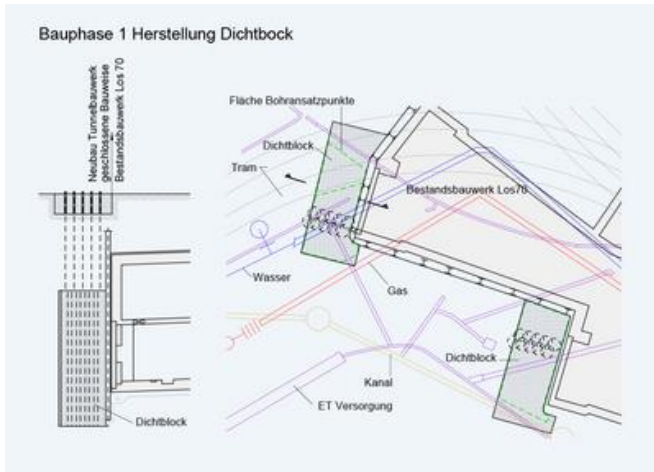 Bauphase 1 Herstellung Dichtbock
Neubau Tunnelbauwerk
geschlossene Bauweise
Bestandsbauwerk Los 70
Dichtblock
Fläche Bohransatzpunkte
Dichtblock
Tram
Bestandsbauwerk Los70
Wasser
Gas
Dichtblock
Kanal
ET Versorgung